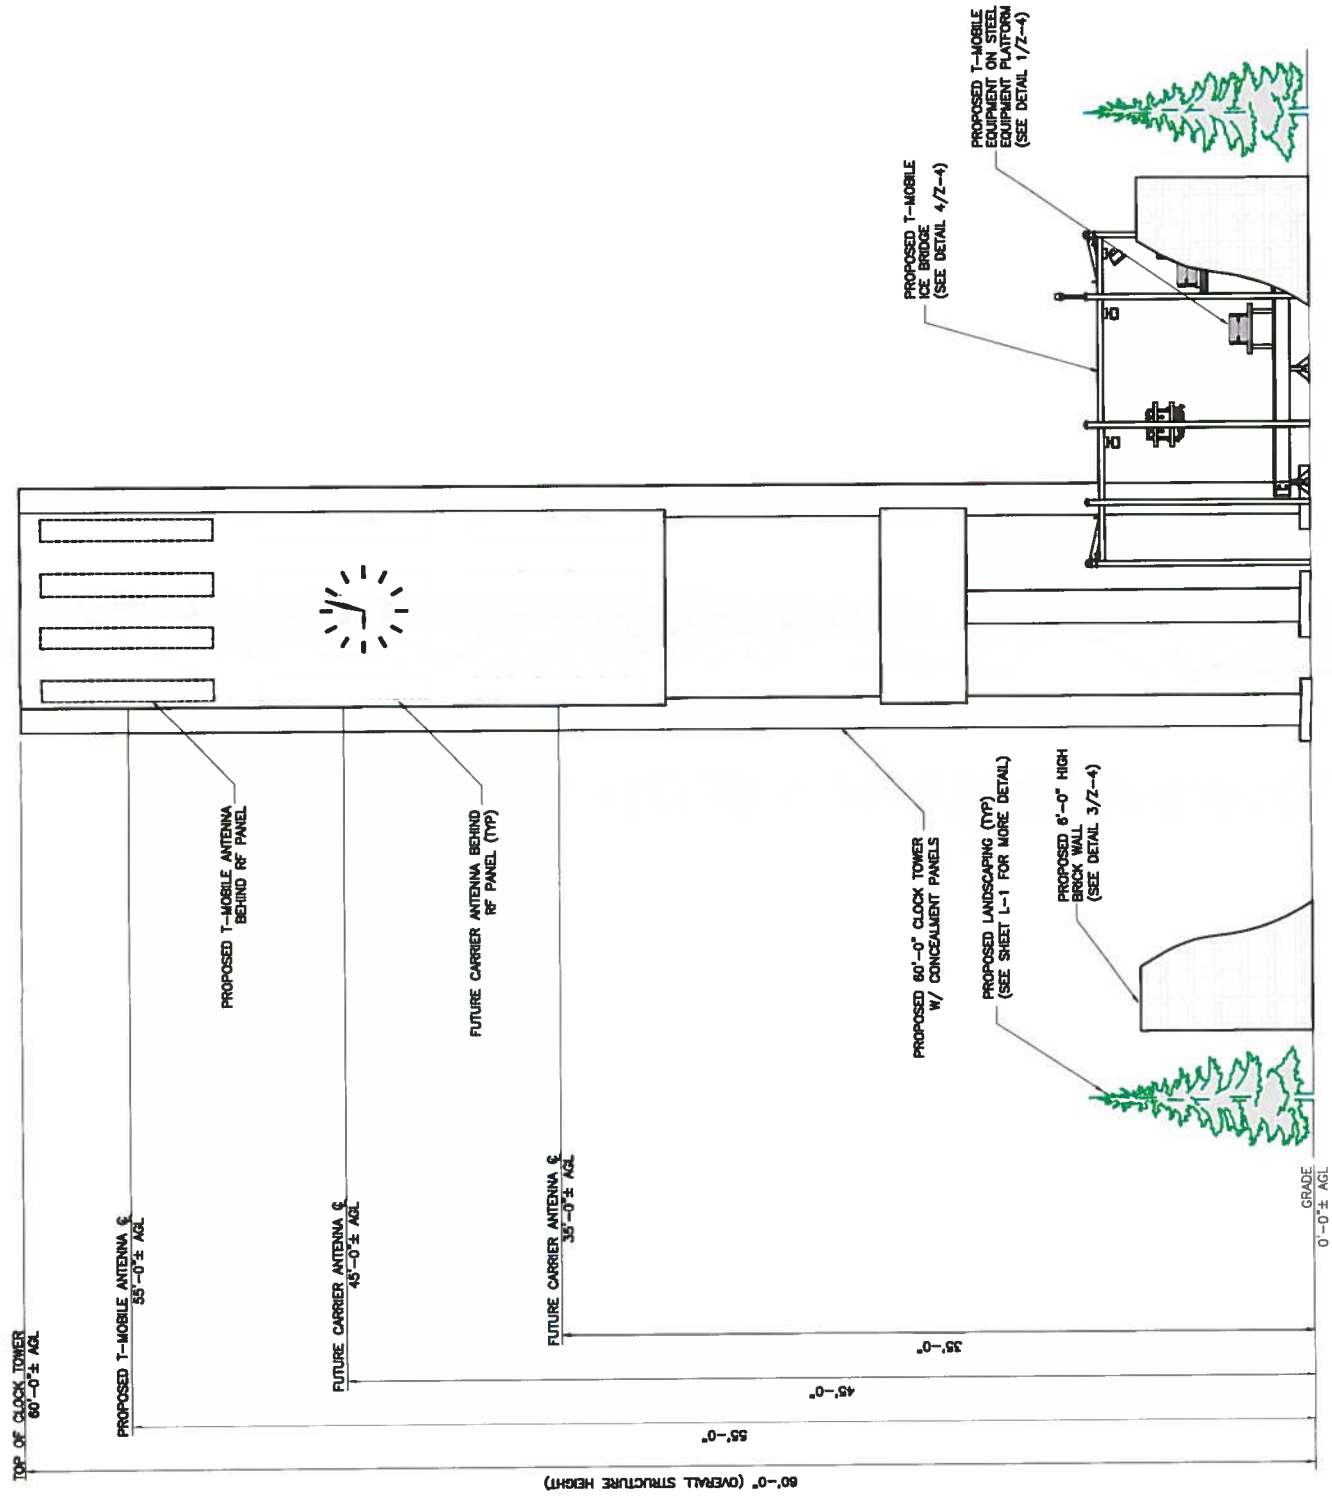 TOP OF CLOCK TOWER
60'-0"± AGL
PROPOSED T-MOBILE ANTENNA ℄
55'-0"± AGL
FUTURE CARRIER ANTENNA ℄
45'-0"± AGL
FUTURE CARRIER ANTENNA ℄
35'-0"± AGL
GRADE
0'-0"± AGL
60'-0" (OVERALL STRUCTURE HEIGHT)
55'-0"
45'-0"
35'-0"
PROPOSED T-MOBILE ANTENNA
BEHIND RF PANEL
FUTURE CARRIER ANTENNA BEHIND
RF PANEL (TYP)
PROPOSED 60'-0" CLOCK TOWER
W/ CONCEALMENT PANELS
PROPOSED LANDSCAPING (TYP)
(SEE SHEET L-1 FOR MORE DETAIL)
PROPOSED 6'-0" HIGH
BRICK WALL
(SEE DETAIL 3/Z-4)
PROPOSED T-MOBILE
ICE BRIDGE
(SEE DETAIL 4/Z-4)
PROPOSED T-MOBILE
EQUIPMENT ON STEEL
EQUIPMENT PLATFORM
(SEE DETAIL 1/Z-4)